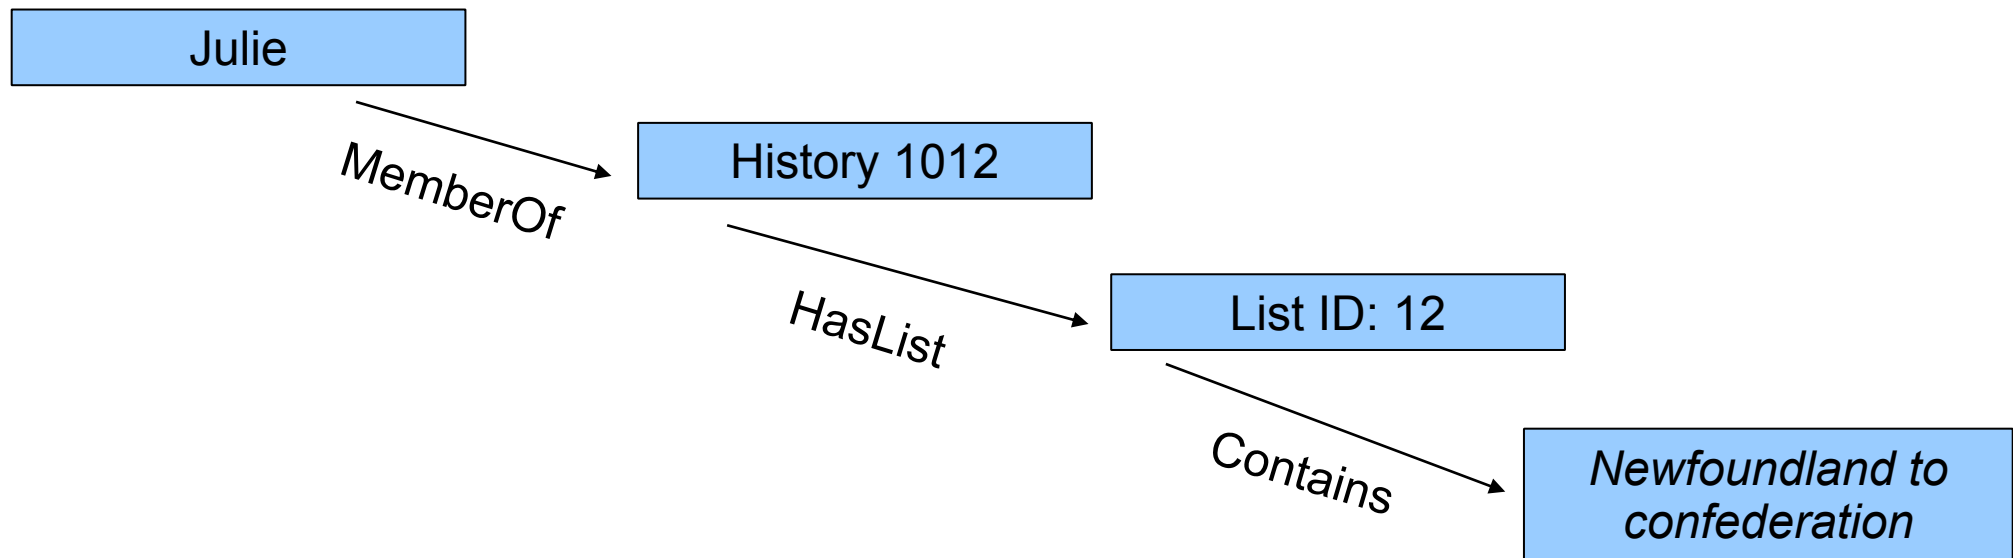 Julie
MemberOf
History 1012
HasList
List ID: 12
Contains
Newfoundland to
confederation